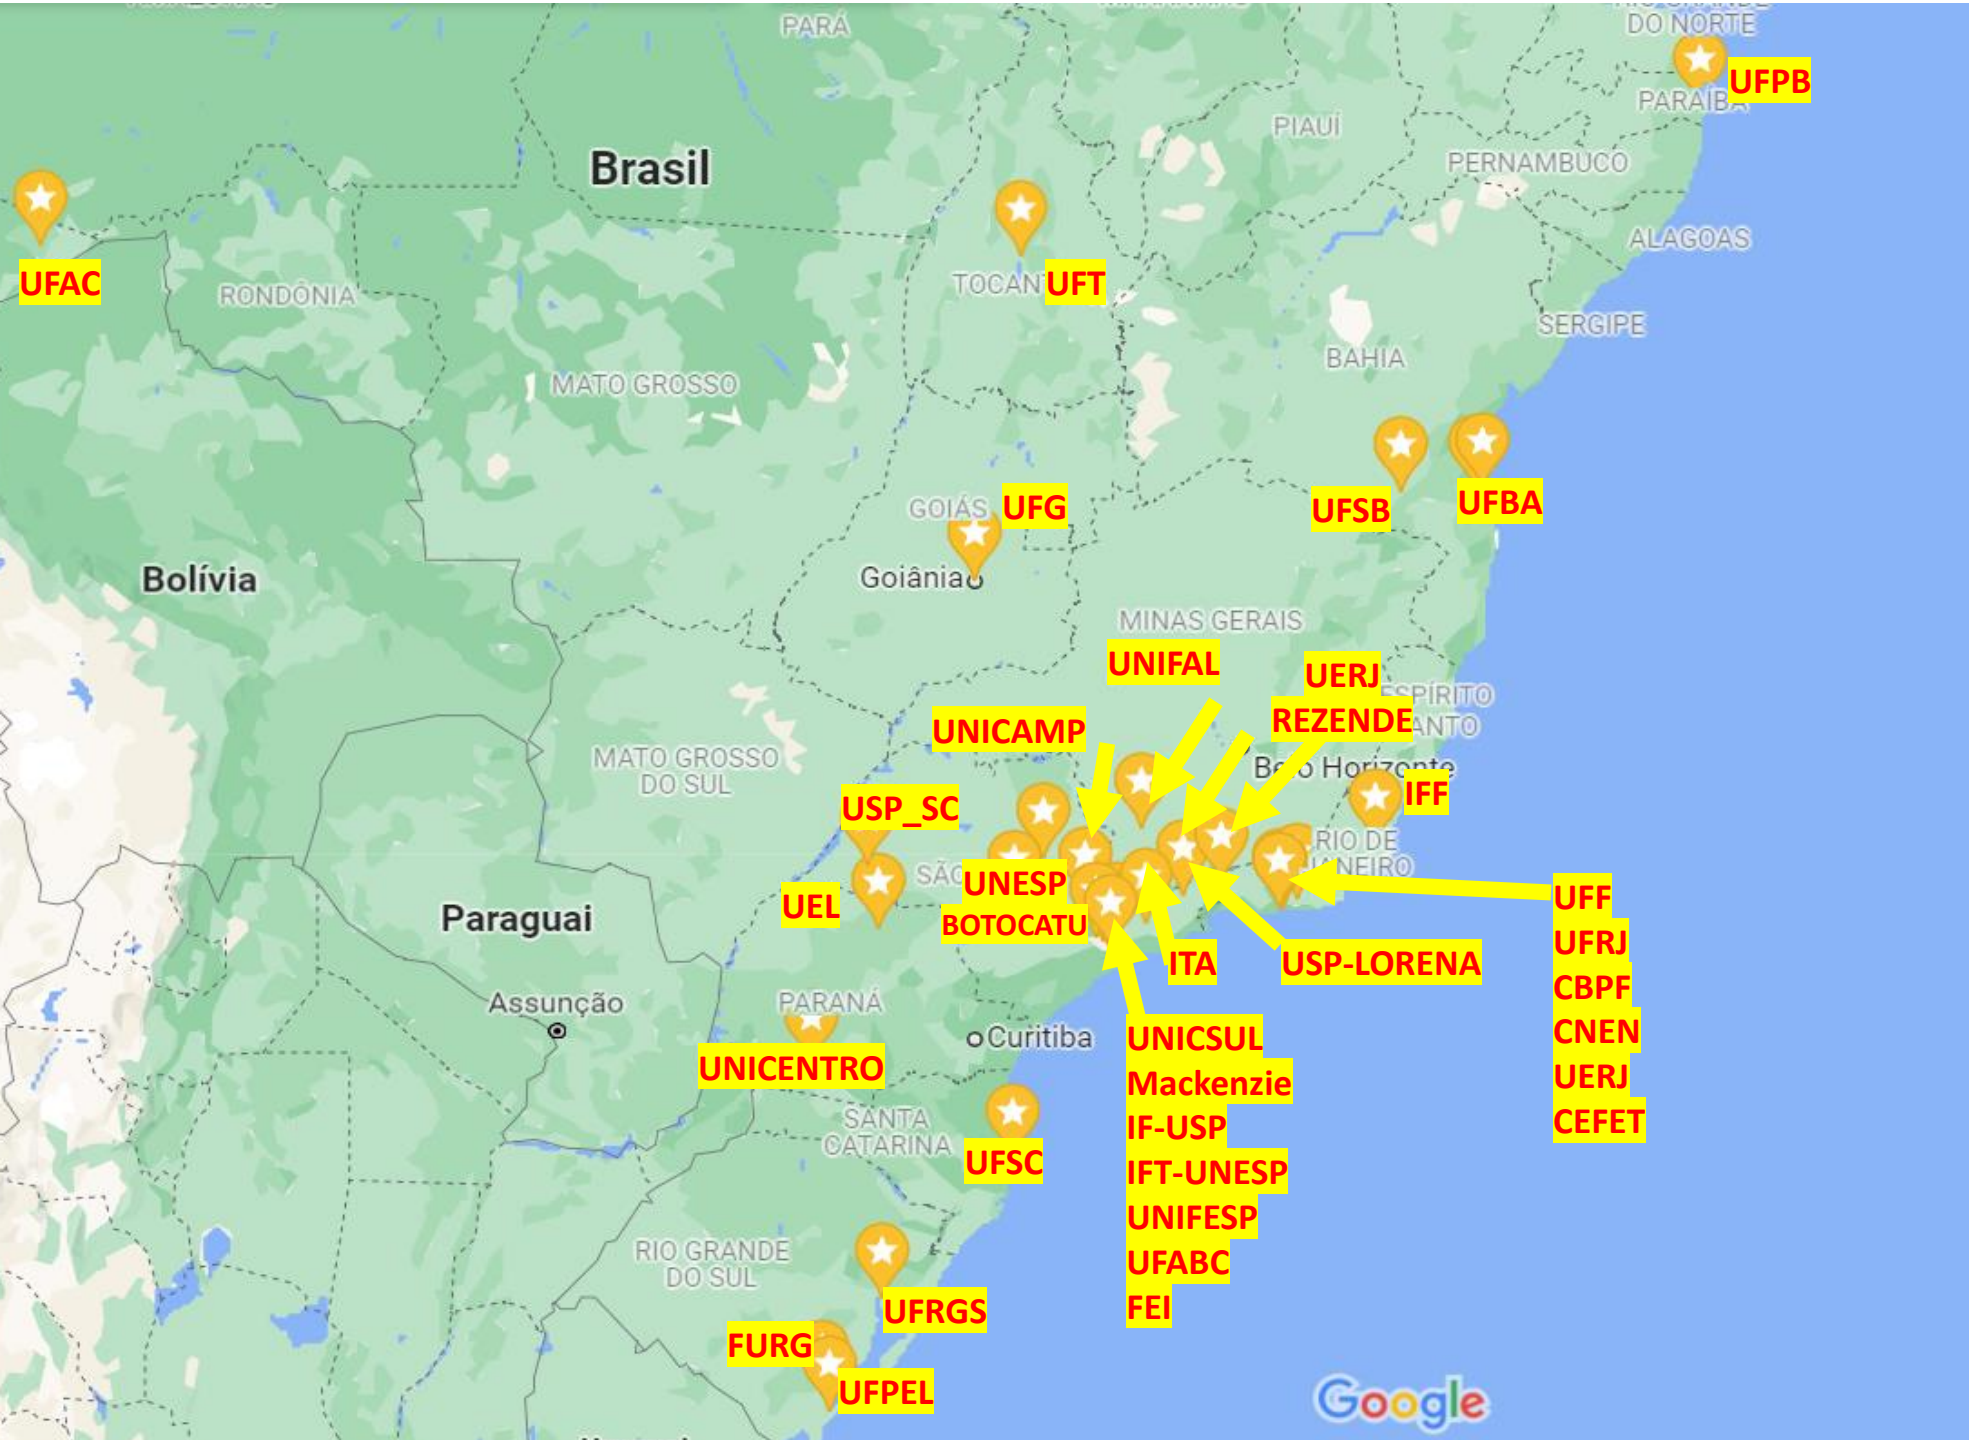 PARÁ
DO NORTE
UFPB
PARAÍB
PIAUÍ
Brasil
PERNAMBUCO
ALAGOAS
UFAC
RONDÔNIA
TOCAN
UFT
SERGIPE
BAHIA
MATO GROSSO
GOIÁS
UFG
UFSB
UFBA
Goiânia
Bolívia
MINAS GERAIS
UNIFAL
UERJ
REZENDE
ESPÍRITO
ANTO
UNICAMP
MATO GROSSO
DO SUL
Belo Horizonte
IFF
USP_SC
RIO DE
JANEIRO
SÃO
UNESP
BOTOCATU
UEL
Paraguai
ITA
USP-LORENA
UFF
UFRJ
CBPF
CNEN
UERJ
CEFET
Assunção
PARANÁ
Curitiba
UNICENTRO
UNICSUL
Mackenzie
IF-USP
IFT-UNESP
UNIFESP
UFABC
FEI
SANTA
CATARINA
UFSC
RIO GRANDE
DO SUL
UFRGS
FURG
UFPEL
Google